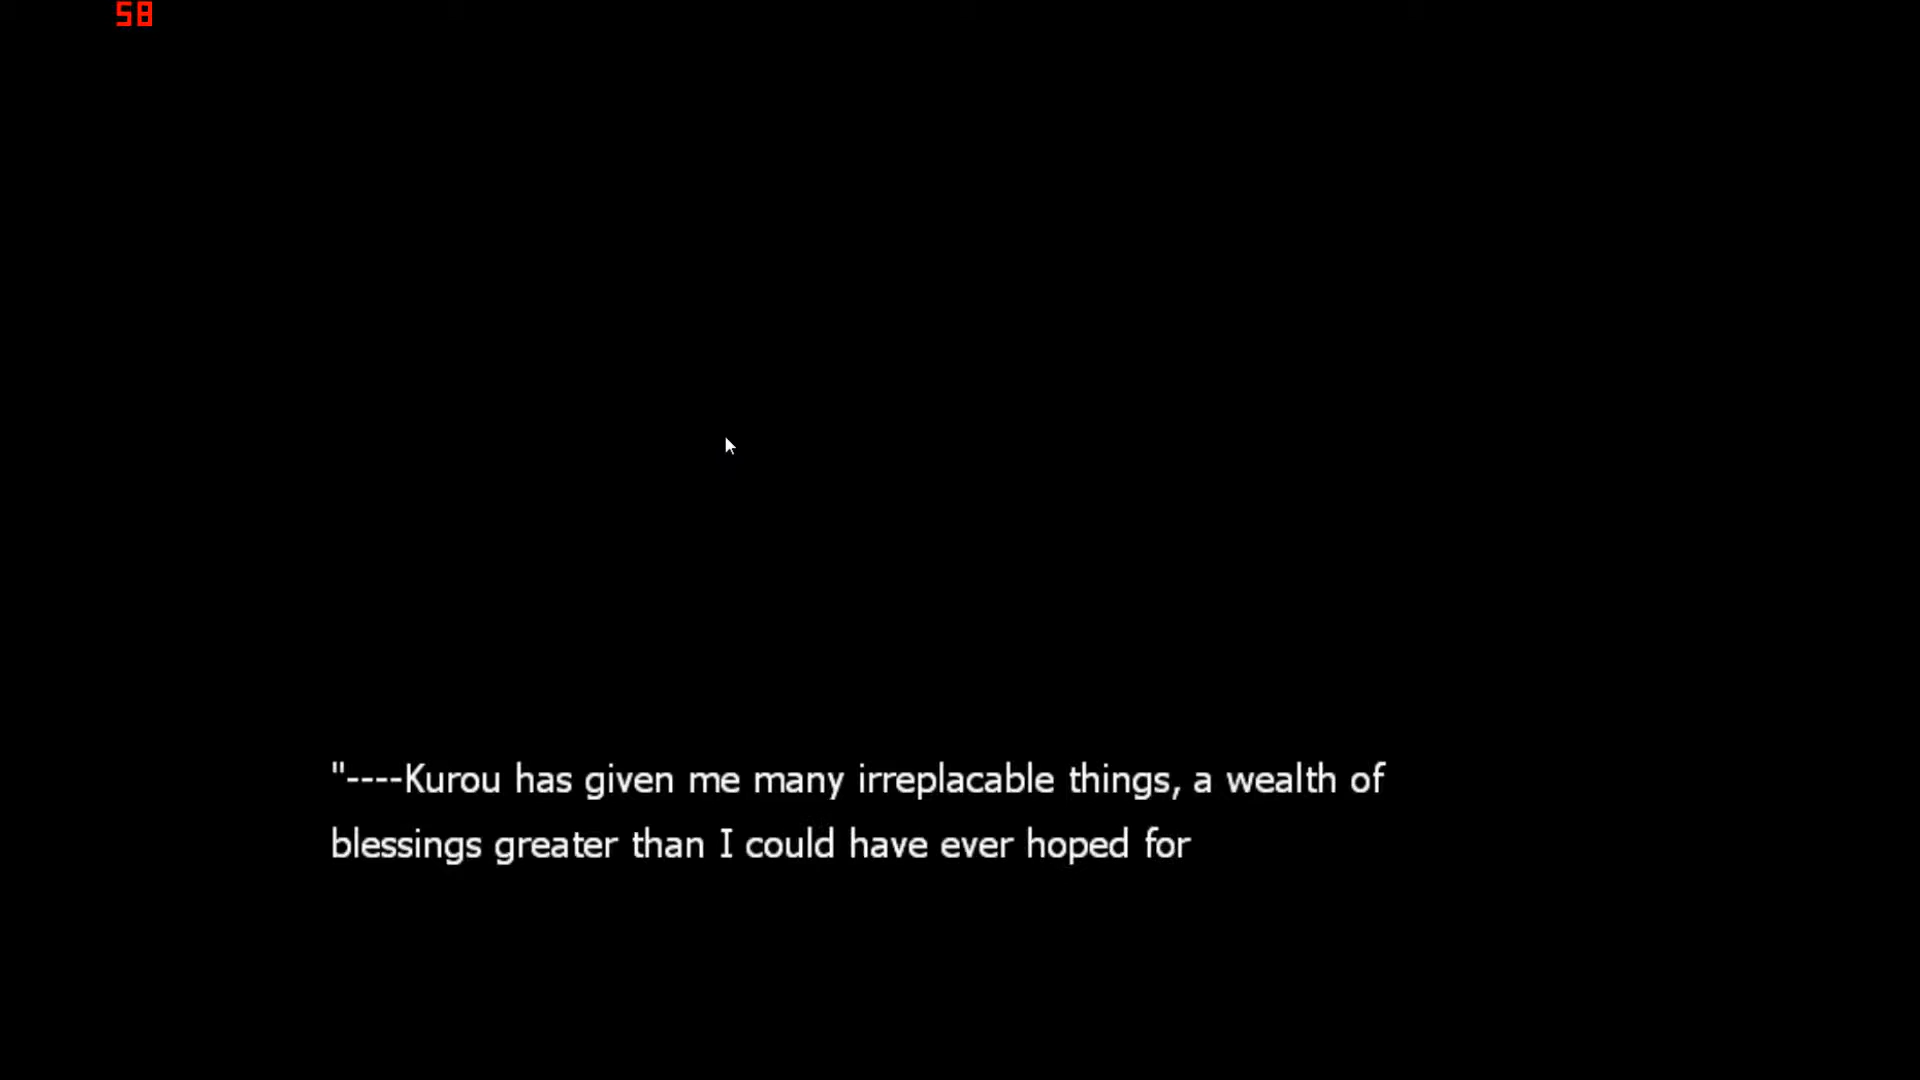 58
"----Kurou has given me many irreplacable things, a wealth of
blessings greater than I could have ever hoped for